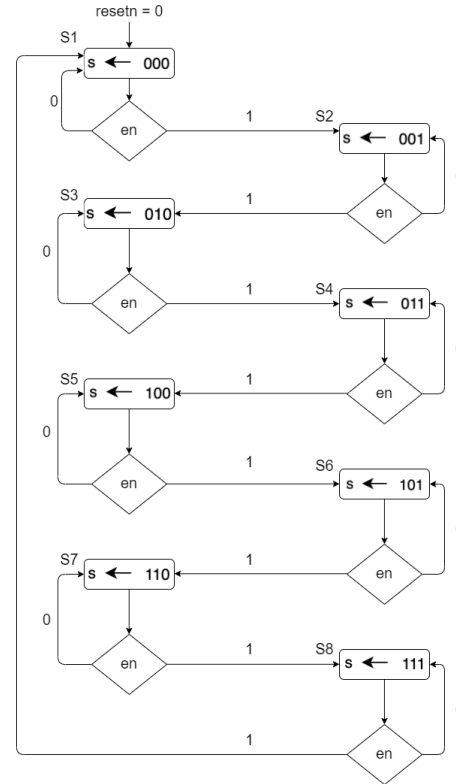 resetn = 0
S1
s ← 000
0
en
1
S2
s ← 001
en
1
S3
s ← 010
0
en
1
S4
s ← 011
en
1
S5
s ← 100
0
en
1
S6
s ← 101
en
1
S7
s ← 110
0
en
1
S8
s ← 111
en
1